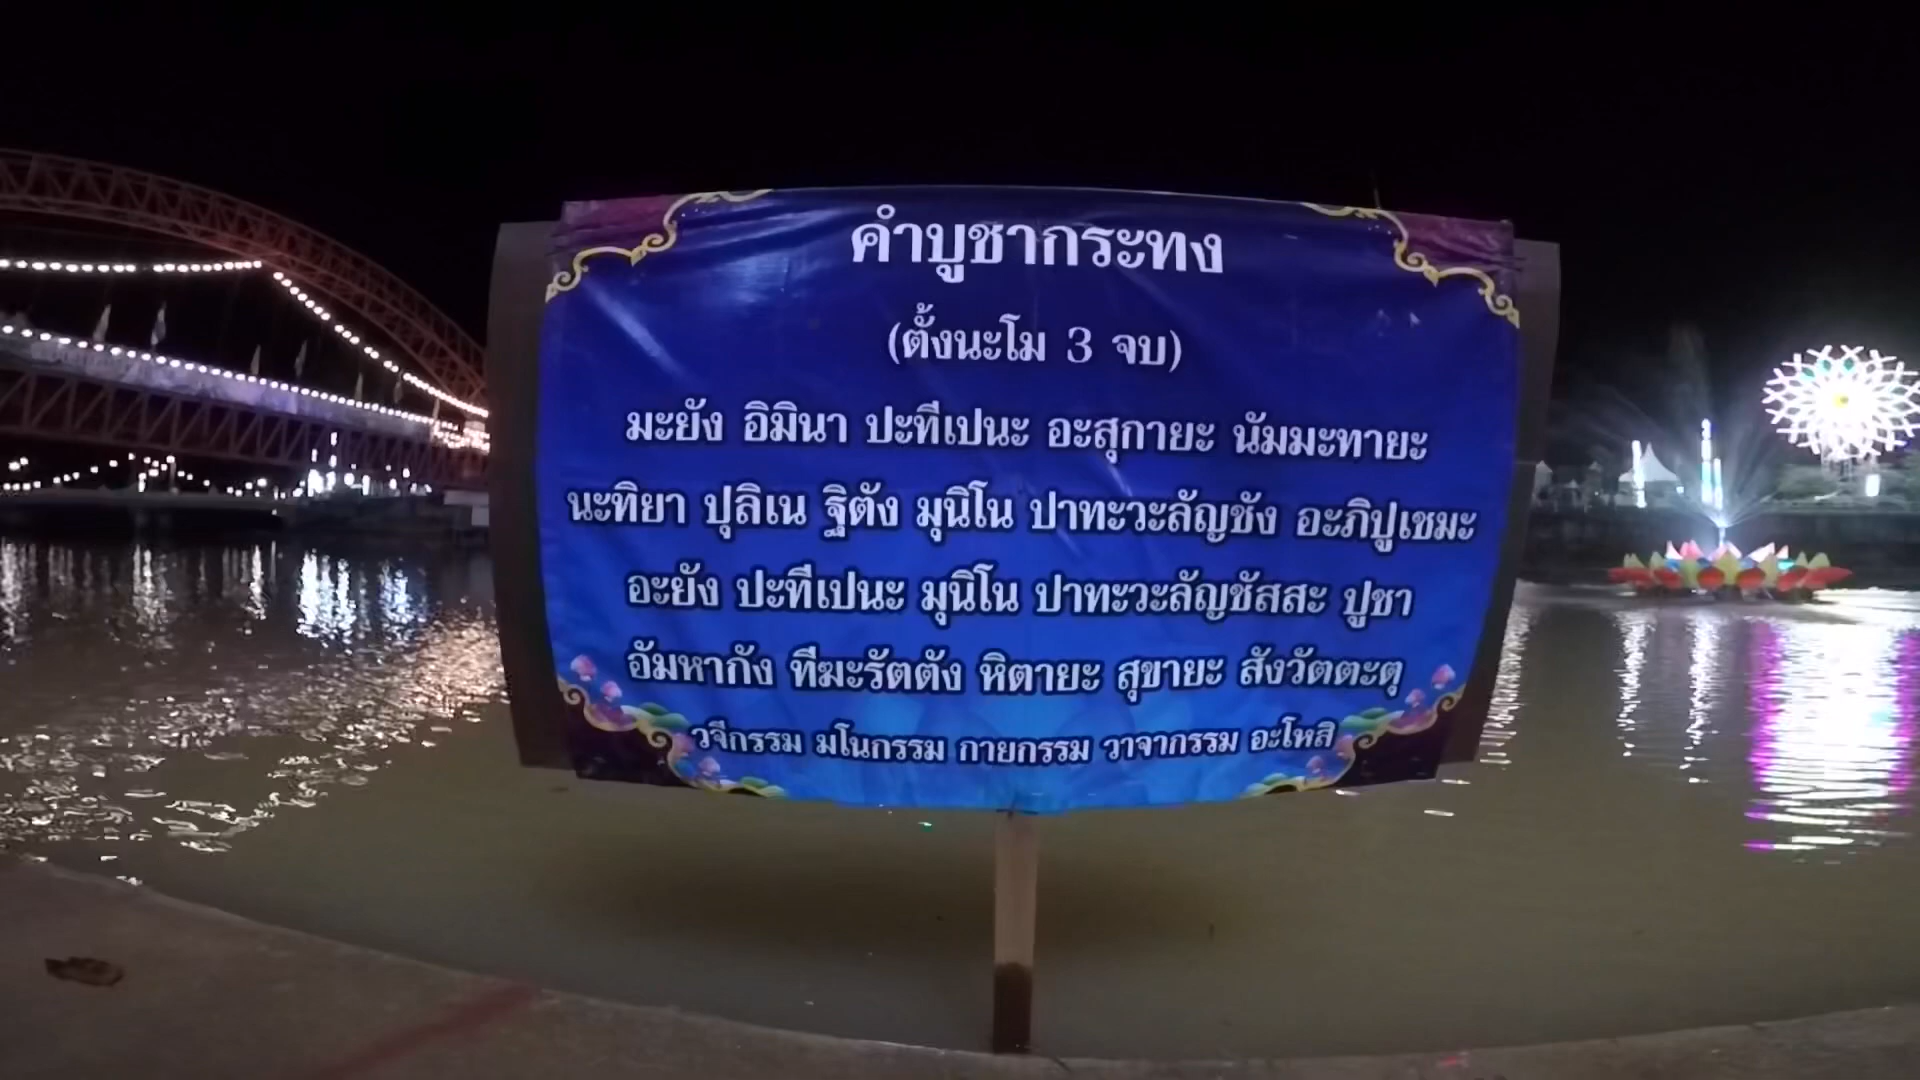 คำบูชากระทง
(ตั้งนะโม 3 จบ)
มะยัง อิมินา ปะทีเปนะ อะสุกายะ นัมมะทายะ
นะทิยา ปุลิเน ฐิตัง มุนิโน ปาทะวะลัญชัง อะภิปูเชมะ
อะยัง ปะทีเปนะ มุนิโน ปาทะวะลัญชัสสะ ปูชา
อัมหากัง ทีฆะรัตตัง หิตายะ สุขายะ สังวัตตะตุ
วจีกรรม มโนกรรม กายกรรม วาจากรรม อะโหสิ